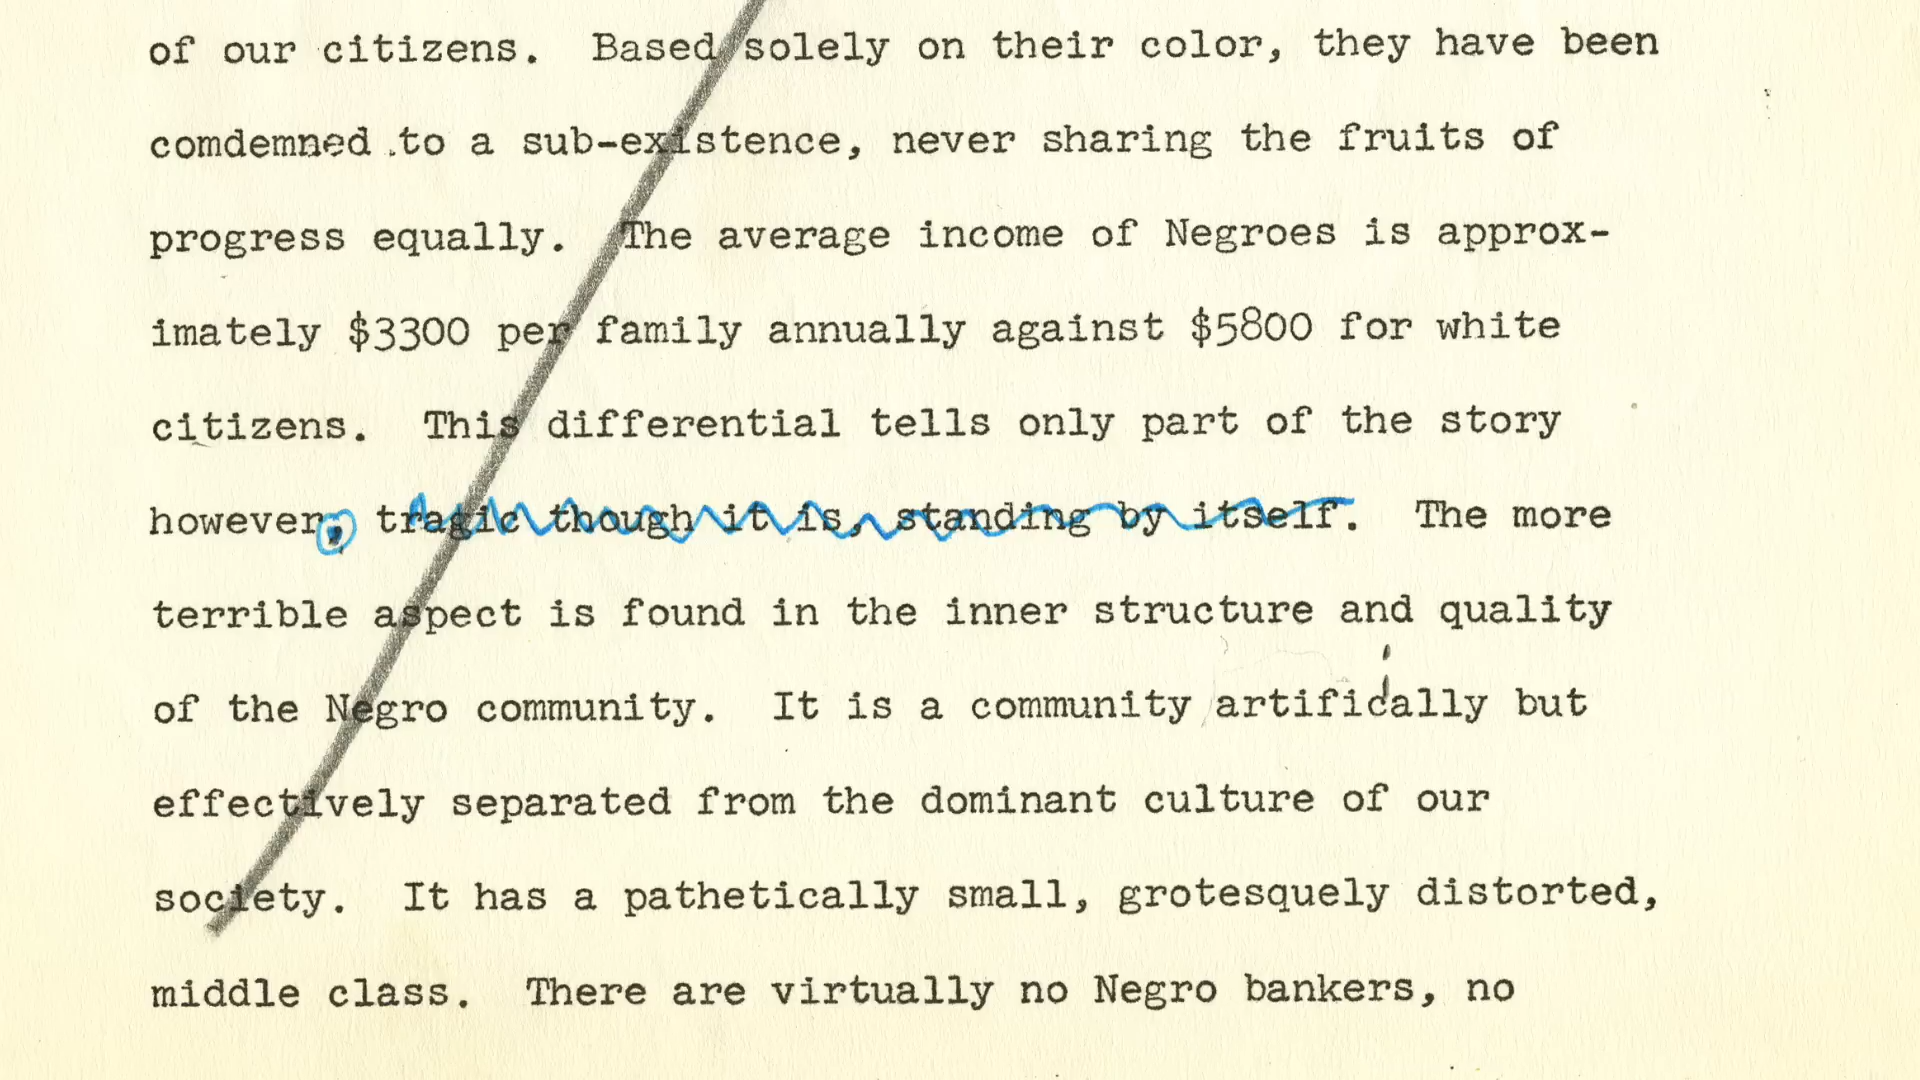 of our citizens. Based solely on their color, they have been
comdemned to a sub-existence, never sharing the fruits of
progress equally. The average income of Negroes is approx-
imately $3300 per family annually against $5800 for white
citizens. This differential tells only part of the story
however, tragic though it is, standing by itself. The more
terrible aspect is found in the inner structure and quality
of the Negro community. It is a community artifically but
effectively separated from the dominant culture of our
society. It has a pathetically small, grotesquely distorted,
middle class. There are virtually no Negro bankers, no